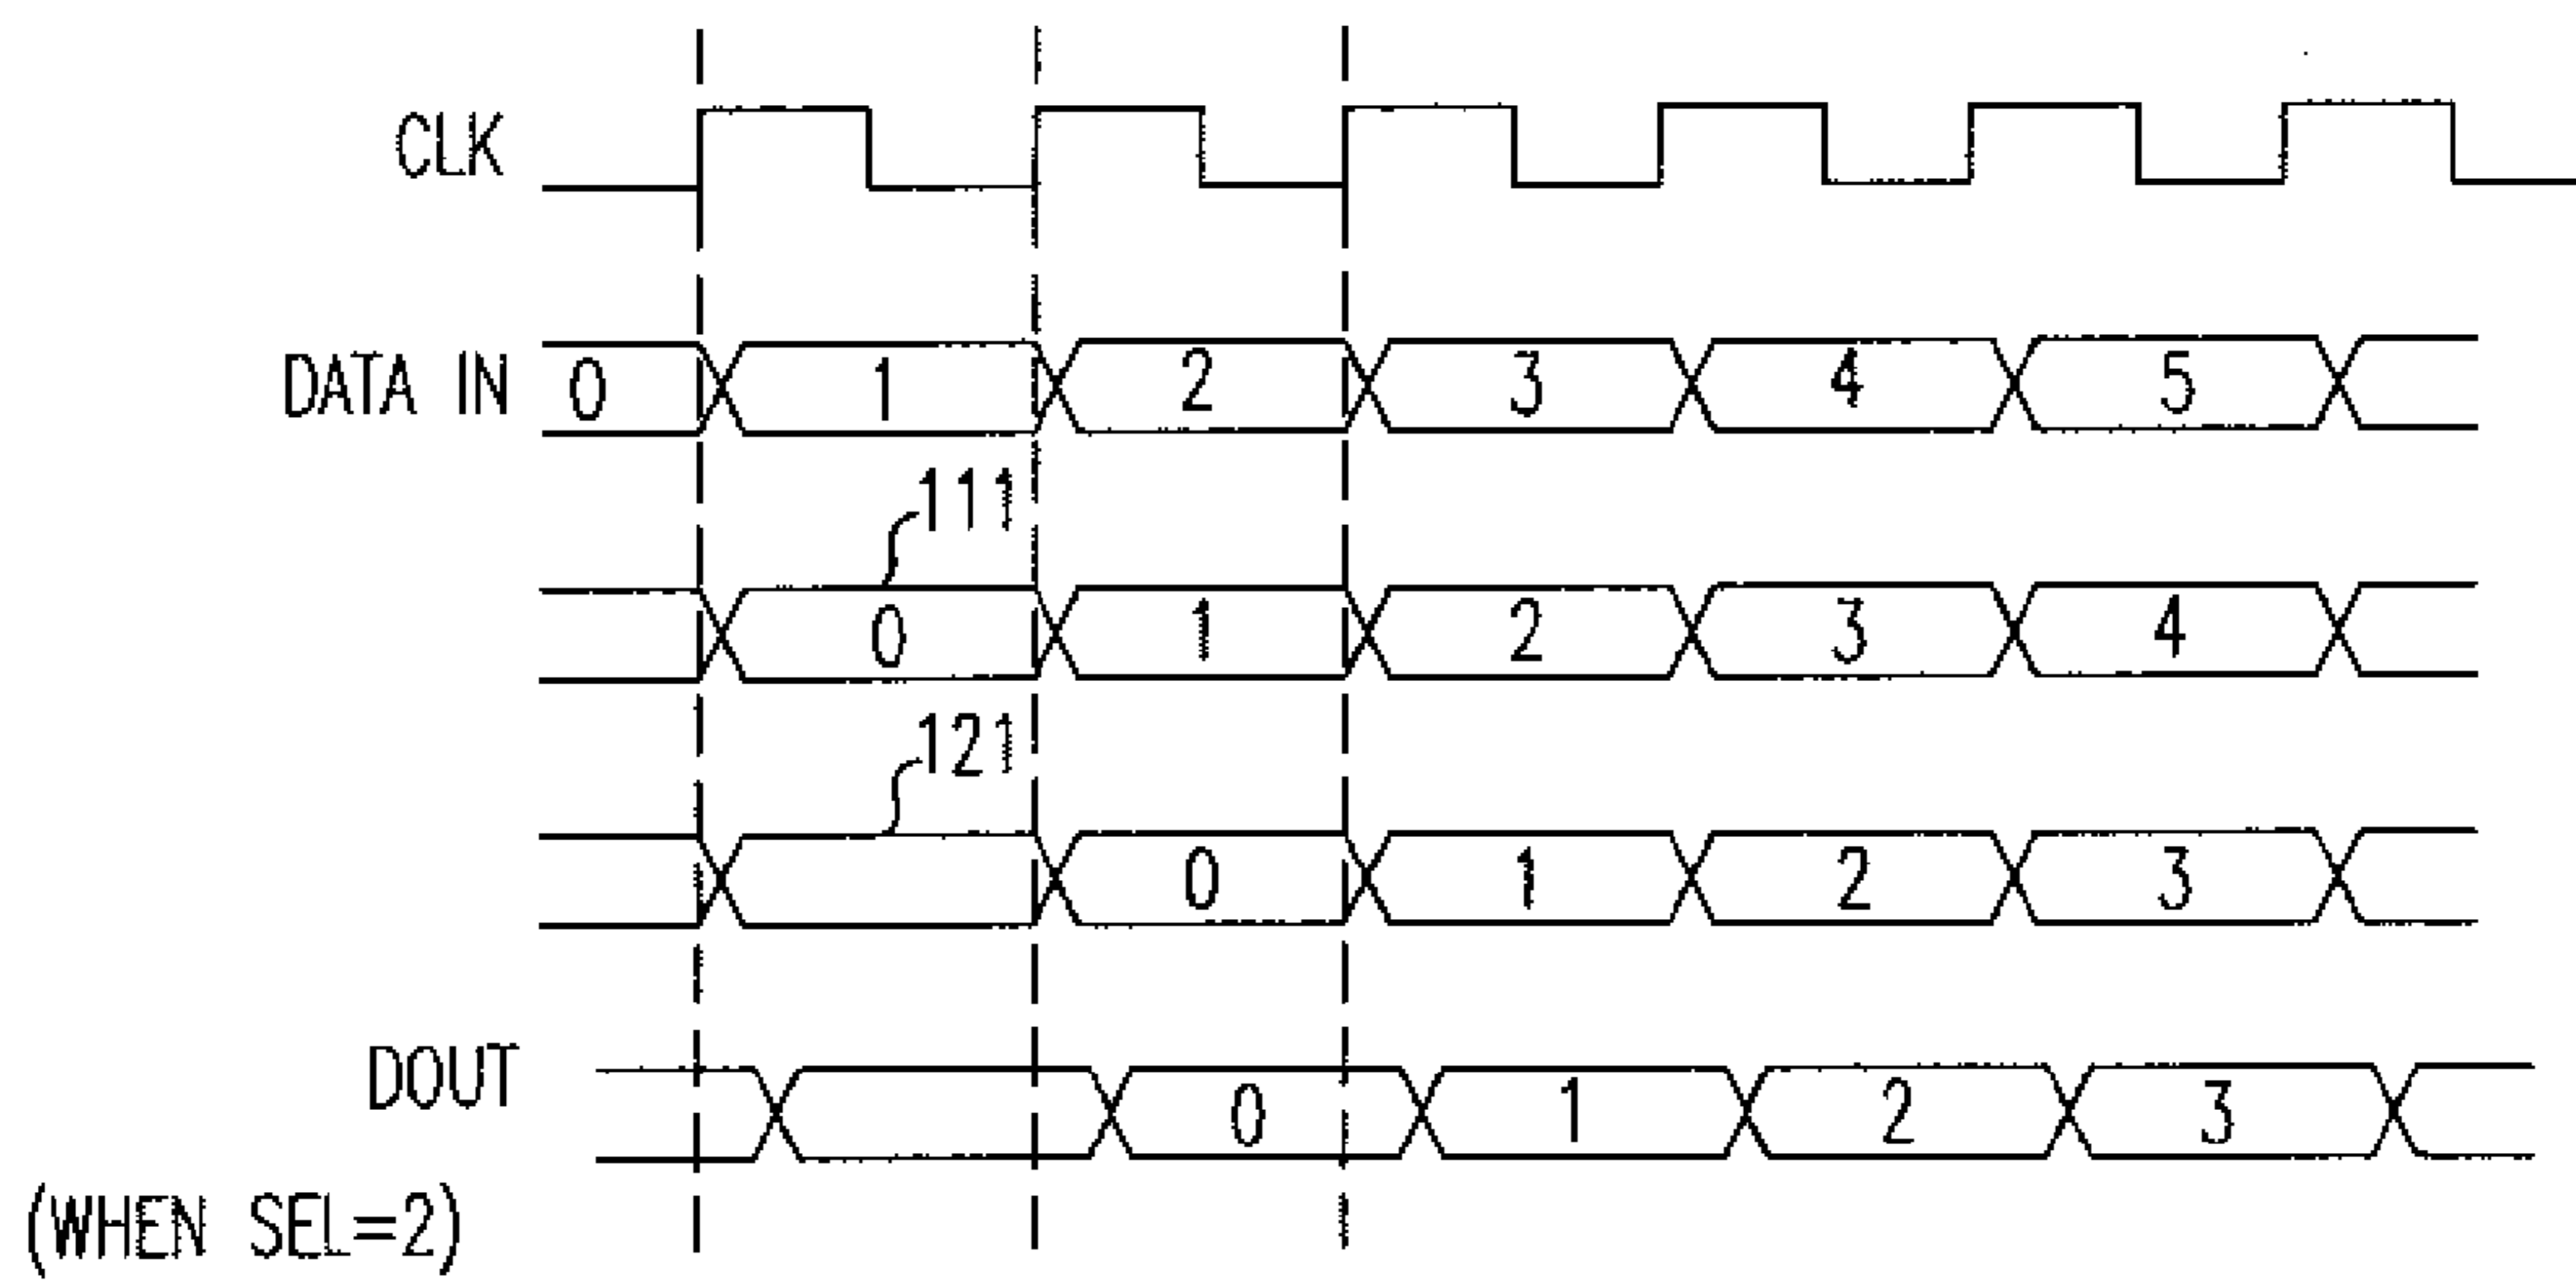 CLK
DATA IN 0 1 2 3 4 5
111
0 1 2 3 4
121
0 1 2 3
DOUT 0 1 2 3
(WHEN SEL=2)